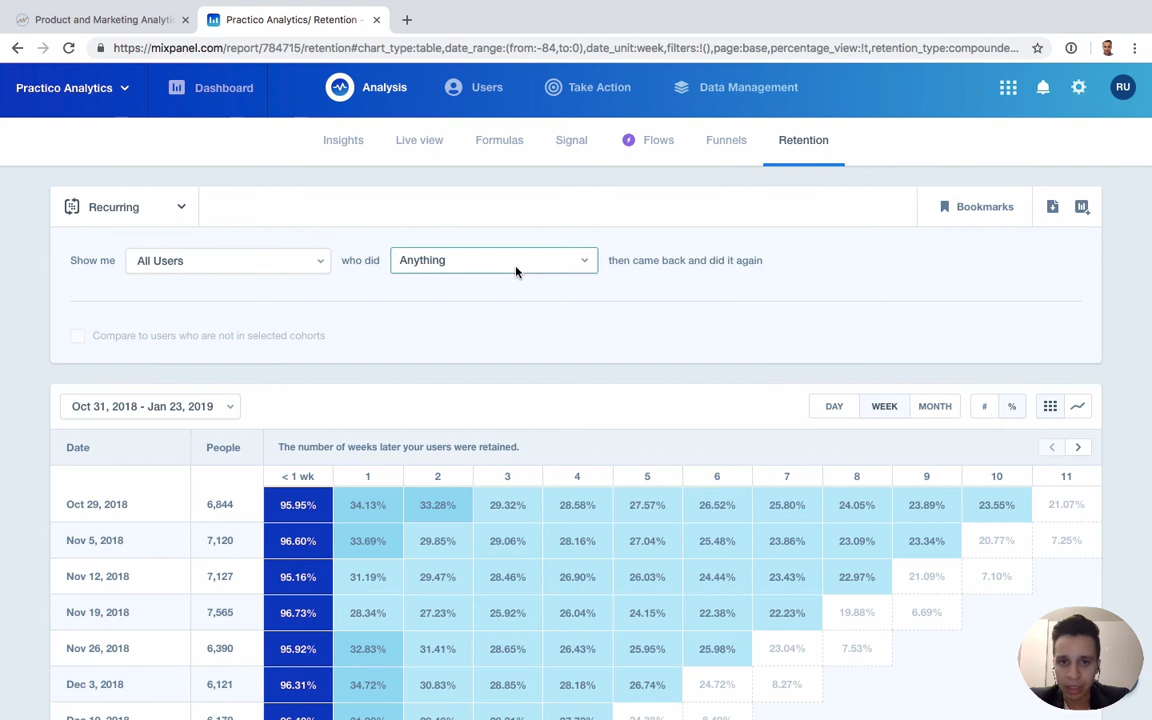 Product and Marketing Analytic
Practico Analytics/ Retention -
https://mixpanel.com/report/784715/retention#chart_type:table,date_range:(from:-84,to:0),date_unit:week,filters:!(),page:base,percentage_view:!t,retention_type:compounde...
Practico Analytics
Dashboard
Analysis
Users
Take Action
Data Management
RU
Insights
Live view
Formulas
Signal
Flows
Funnels
Retention
Recurring
Bookmarks
Show me All Users who did Anything then came back and did it again
Compare to users who are not in selected cohorts
Oct 31, 2018 - Jan 23, 2019
DAY WEEK MONTH # %
Date People The number of weeks later your users were retained.
< 1 wk 1 2 3 4 5 6 7 8 9 10 11
Oct 29, 2018 6,844 95.95% 34.13% 33.28% 29.32% 28.58% 27.57% 26.52% 25.80% 24.05% 23.89% 23.55% 21.07%
Nov 5, 2018 7,120 96.60% 33.69% 29.85% 29.06% 28.16% 27.04% 25.48% 23.86% 23.09% 23.34% 20.77% 7.25%
Nov 12, 2018 7,127 95.16% 31.19% 29.47% 28.46% 26.90% 26.03% 24.44% 23.43% 22.97% 21.09% 7.10%
Nov 19, 2018 7,565 96.73% 28.34% 27.23% 25.92% 26.04% 24.15% 22.38% 22.23% 19.88% 6.69%
Nov 26, 2018 6,390 95.92% 32.83% 31.41% 28.65% 26.43% 25.95% 25.98% 23.04% 7.53%
Dec 3, 2018 6,121 96.31% 34.72% 30.83% 28.85% 28.18% 26.74% 24.72% 8.27%